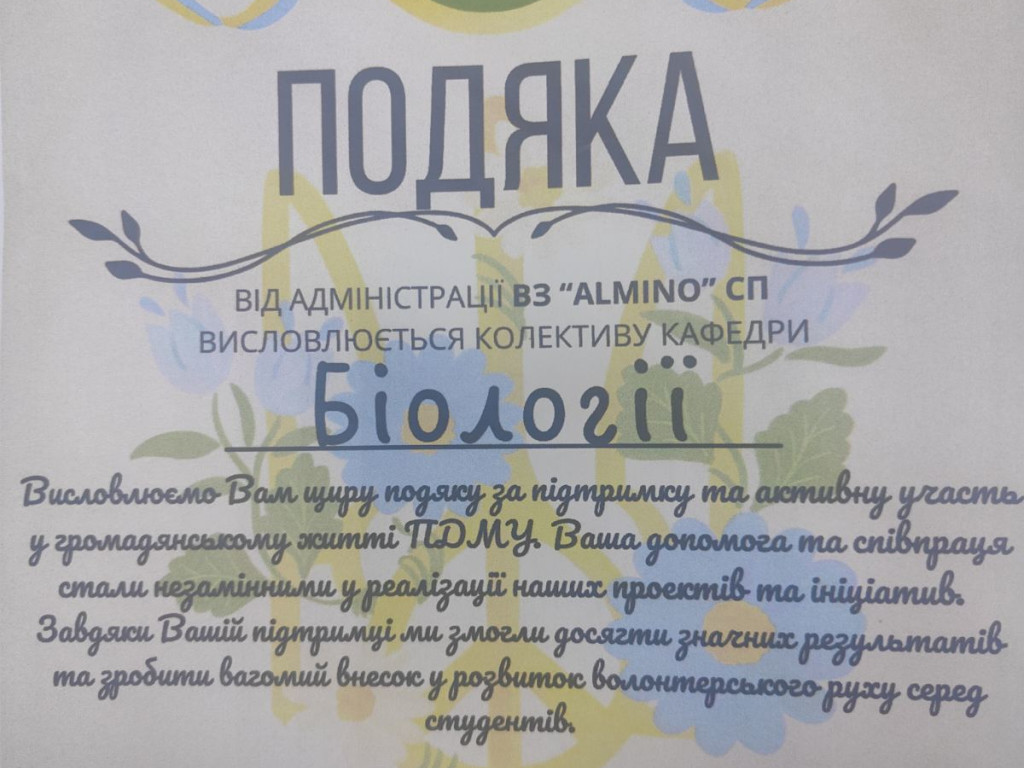 ПОДЯКА
ВІД АДМІНІСТРАЦІЇ ВЗ “ALMINO” СП
ВИСЛОВЛЮЄТЬСЯ КОЛЕКТИВУ КАФЕДРИ
Біології
Висловлюємо Вам щиру подяку за підтримку та активну участь
у громадянському житті ПДМУ. Ваша допомога та співпраця
стали незамінними у реалізації наших проектів та ініціатив.
Завдяки Вашій підтримці ми змогли досягти значних результатів
та зробити вагомий внесок у розвиток волонтерського руху серед
студентів.